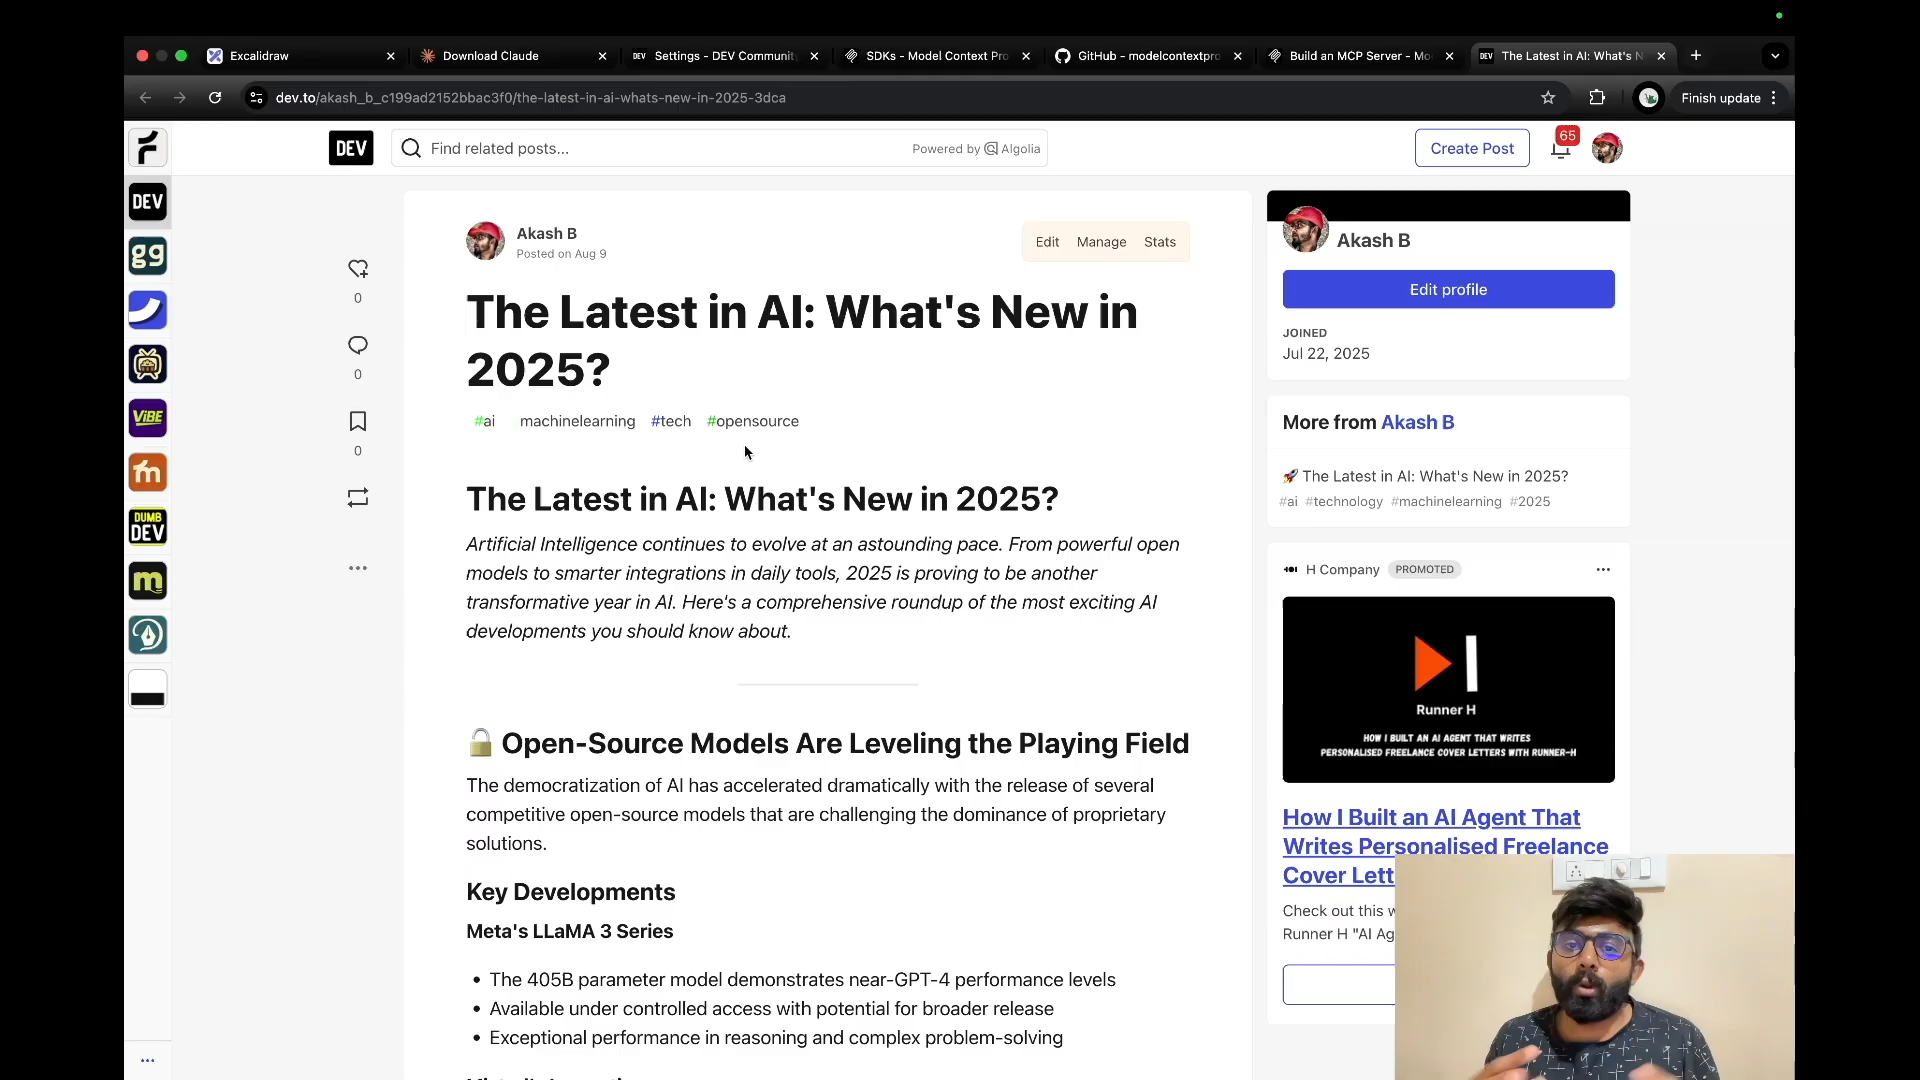 Excalidraw
Download Claude
DEV Settings - DEV Communit
SDKs - Model Context Pro
GitHub - modelcontextpro
Build an MCP Server - Mo
DEV The Latest in AI: What's N
dev.to/akash_b_c199ad2152bbac3f0/the-latest-in-ai-whats-new-in-2025-3dca
Finish update
DEV
Find related posts...
Powered by Algolia
Create Post
65
DEV
gg
ViBE
m
DUMB
DEV
m
Akash B
Posted on Aug 9
Edit Manage Stats
0
0
0
The Latest in AI: What's New in
2025?
#ai machinelearning #tech #opensource
The Latest in AI: What's New in 2025?
Artificial Intelligence continues to evolve at an astounding pace. From powerful open
models to smarter integrations in daily tools, 2025 is proving to be another
transformative year in AI. Here's a comprehensive roundup of the most exciting AI
developments you should know about.
🔓 Open-Source Models Are Leveling the Playing Field
The democratization of AI has accelerated dramatically with the release of several
competitive open-source models that are challenging the dominance of proprietary
solutions.
Key Developments
Meta's LLaMA 3 Series
• The 405B parameter model demonstrates near-GPT-4 performance levels
• Available under controlled access with potential for broader release
• Exceptional performance in reasoning and complex problem-solving
Akash B
Edit profile
JOINED
Jul 22, 2025
More from Akash B
🚀 The Latest in AI: What's New in 2025?
#ai #technology #machinelearning #2025
H Company PROMOTED
Runner H
HOW I BUILT AN AI AGENT THAT WRITES
PERSONALISED FREELANCE COVER LETTERS WITH RUNNER-H
How I Built an AI Agent That
Writes Personalised Freelance
Cover Lett
Check out this w
Runner H "AI Ag